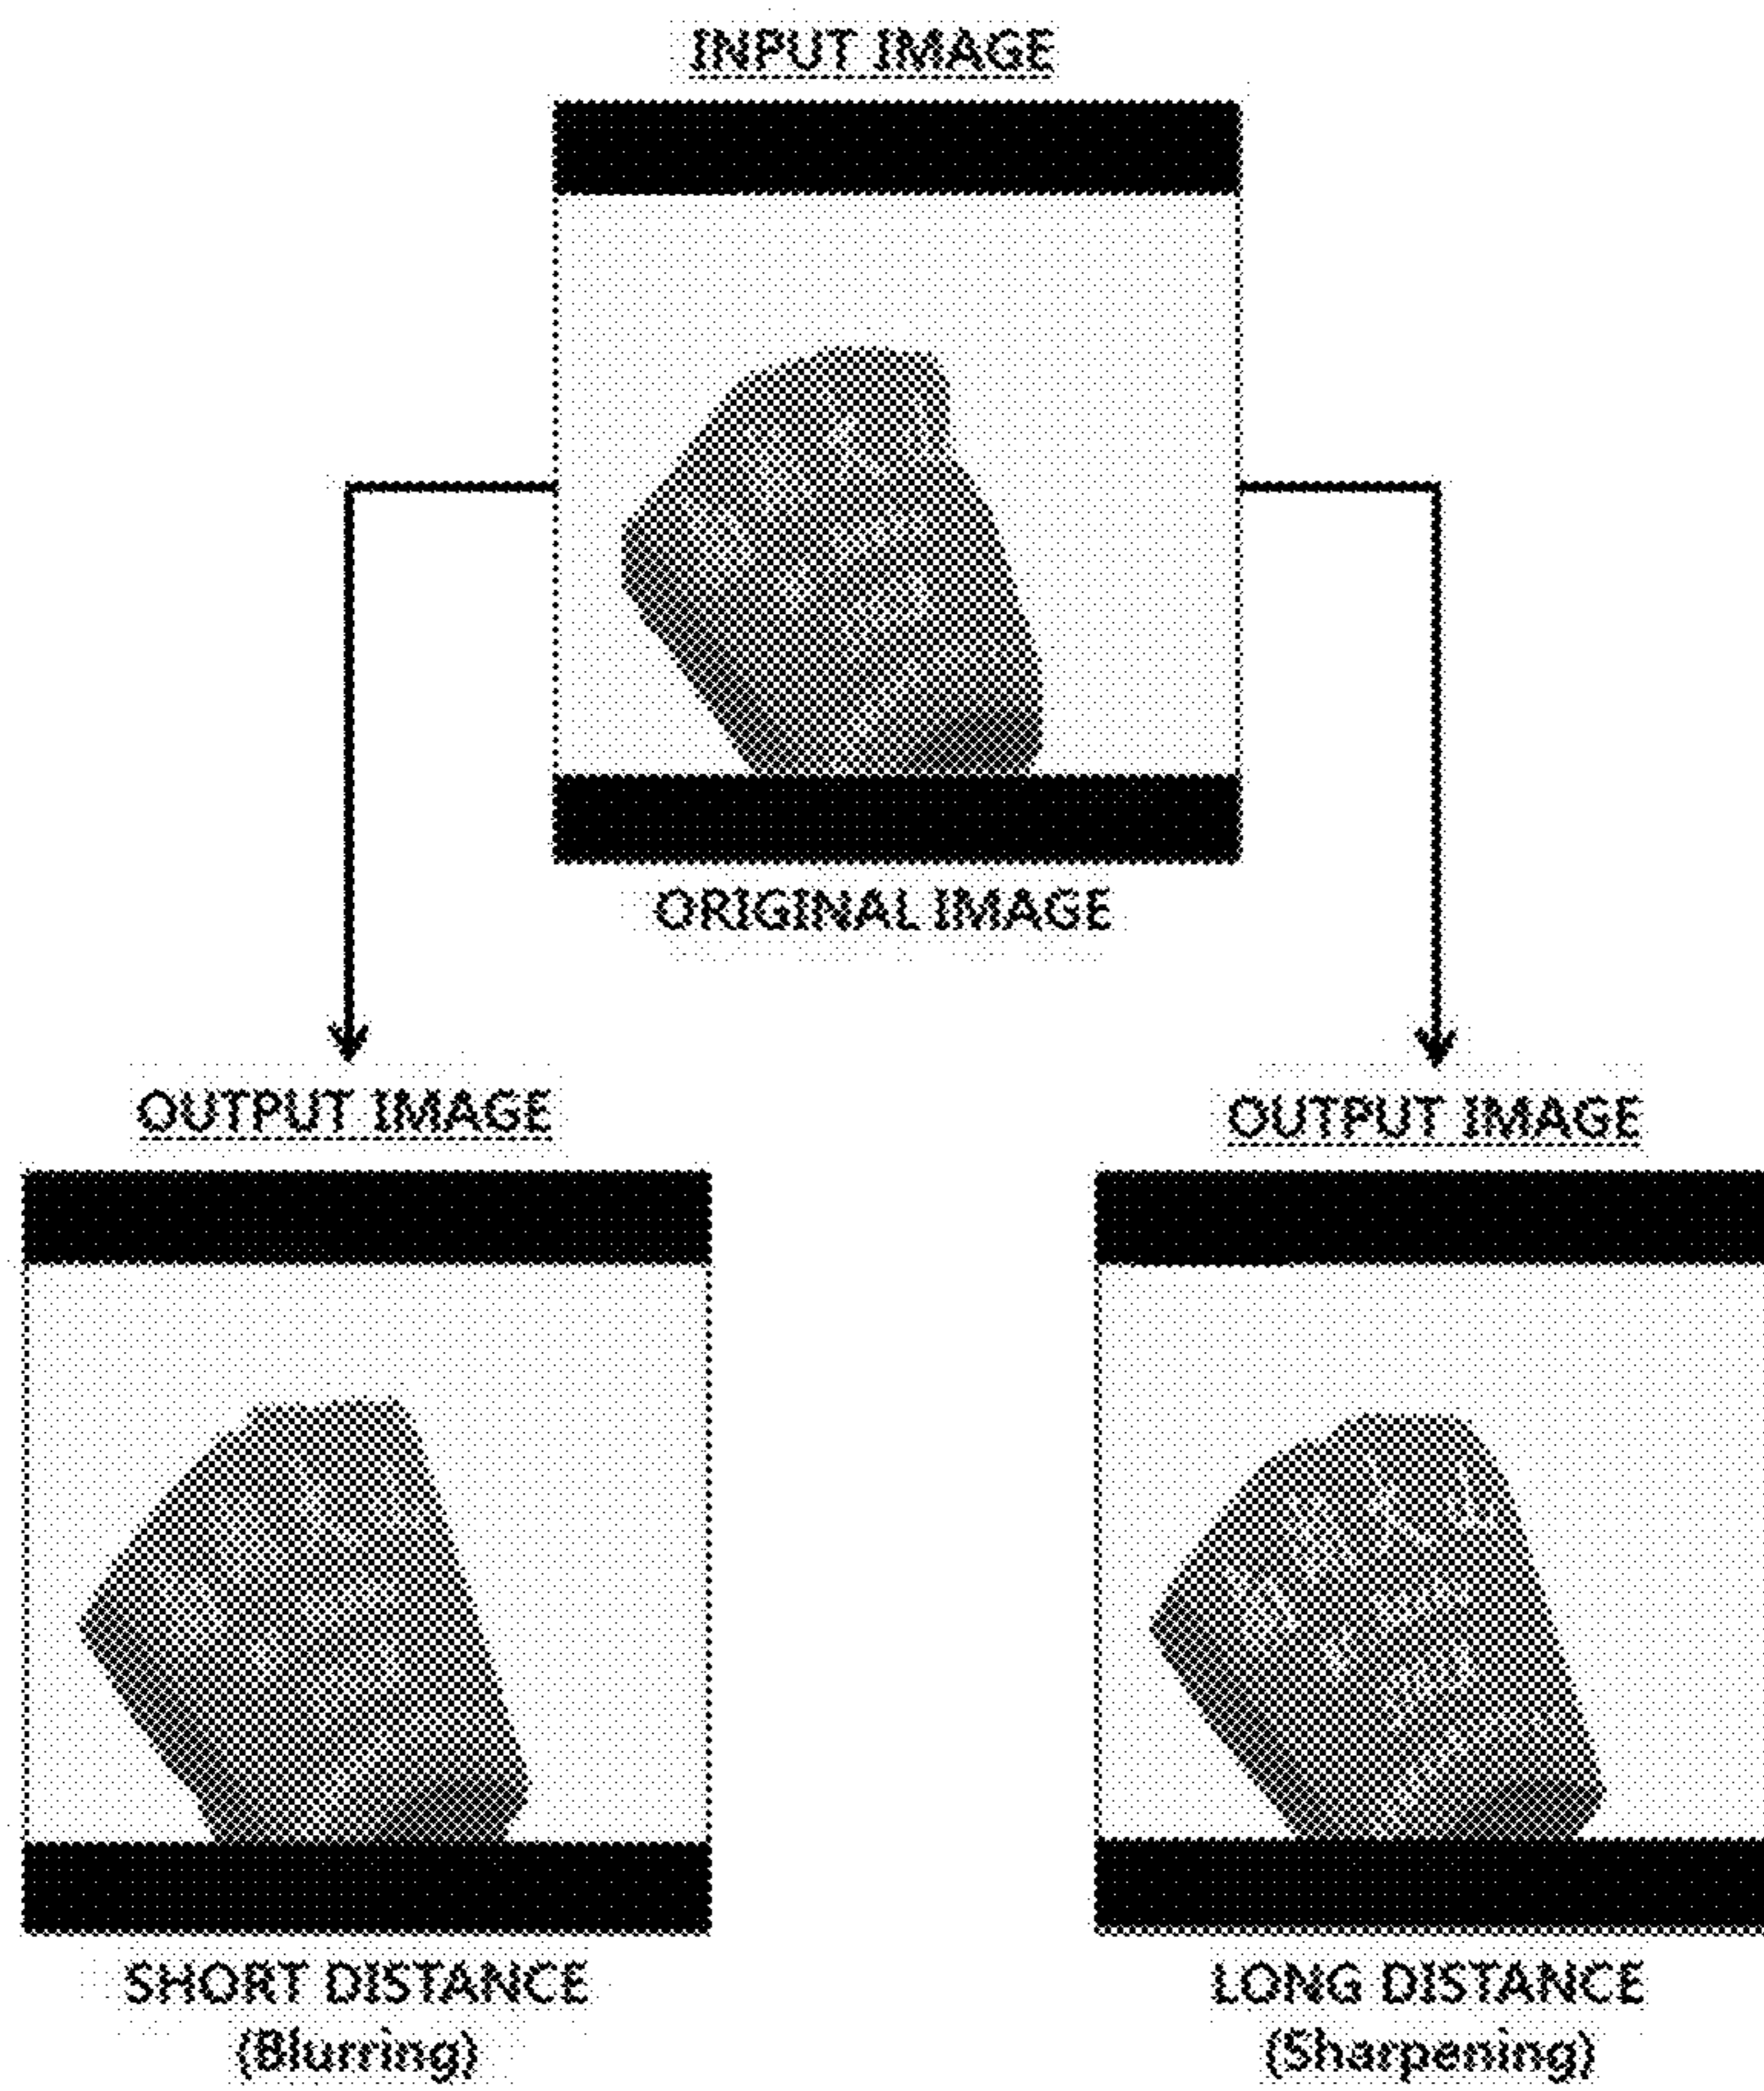 INPUT IMAGE
ORIGINAL IMAGE
OUTPUT IMAGE
OUTPUT IMAGE
SHORT DISTANCE
(Blurring)
LONG DISTANCE
(Sharpening)